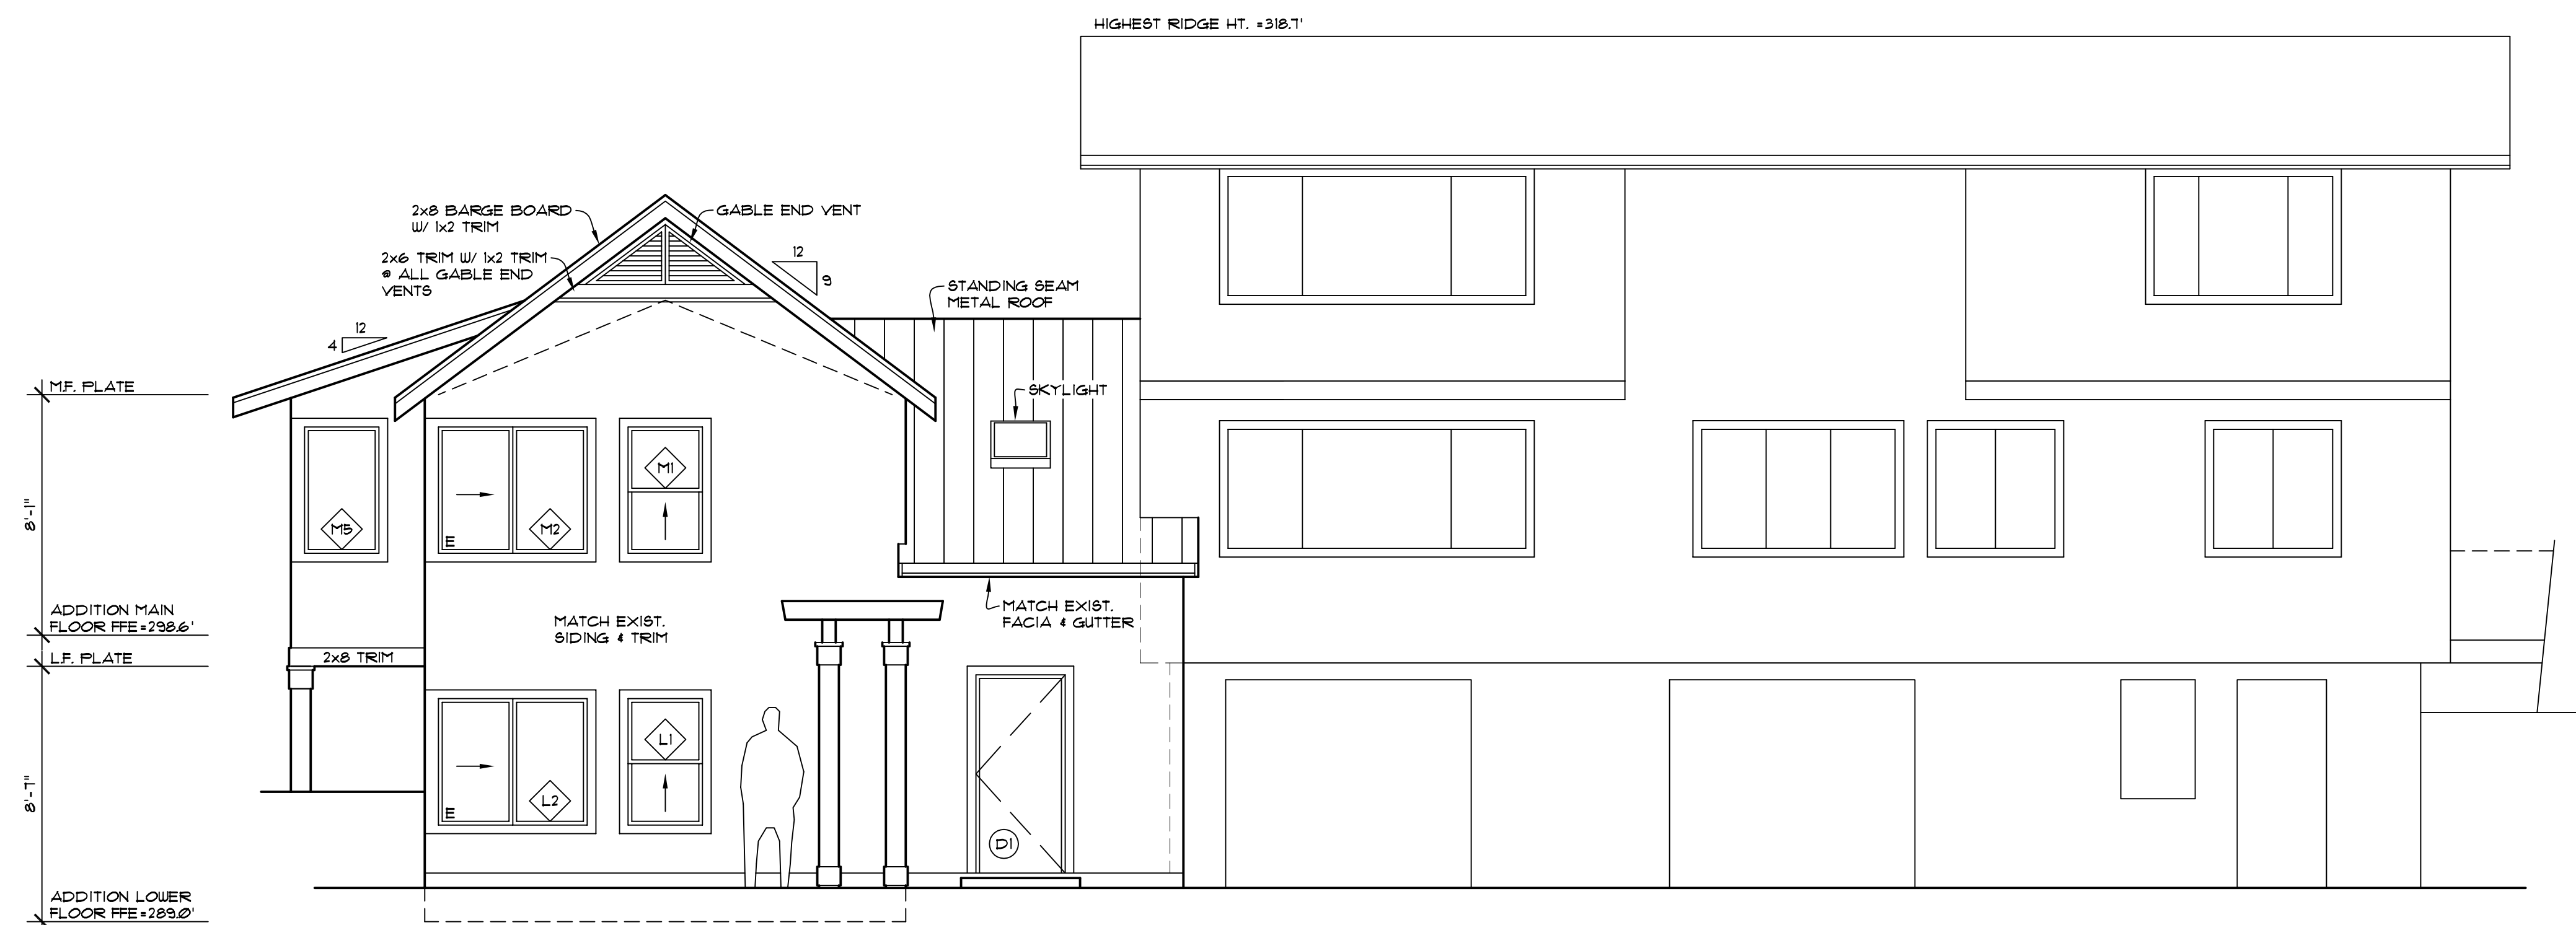 HIGHEST RIDGE HT. =318.7'
2x8 BARGE BOARD
W/ 1x2 TRIM
GABLE END VENT
2x6 TRIM W/ 1x2 TRIM
@ ALL GABLE END
VENTS
12
9
STANDING SEAM
METAL ROOF
12
4
M.F. PLATE
SKYLIGHT
M1
M5
M2
E
8'-1"
ADDITION MAIN
FLOOR FFE=298.6'
MATCH EXIST.
SIDING & TRIM
MATCH EXIST.
FACIA & GUTTER
L.F. PLATE
2x8 TRIM
L1
L2
E
8'-7"
D1
ADDITION LOWER
FLOOR FFE=289.0'